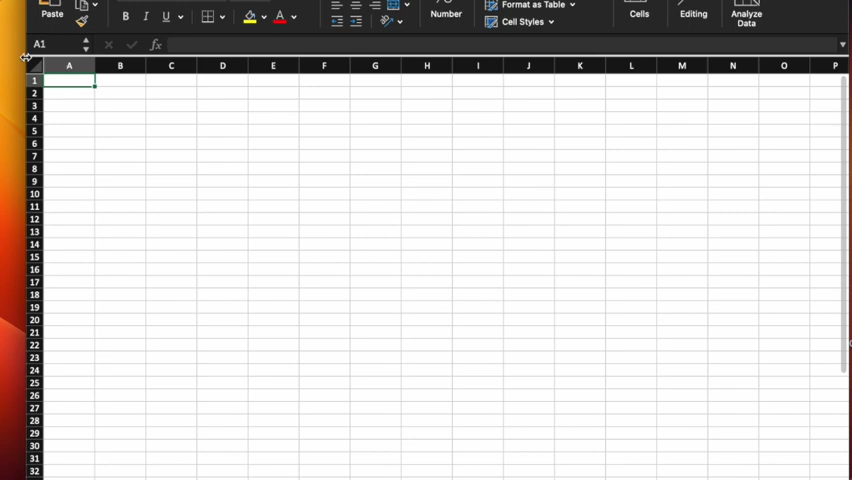 Format as Table
Paste
Number
Cells
Editing
Analyze
Data
B I U A
Cell Styles
A1
fx
A B C D E F G H I J K L M N O P
1
2
3
4
5
6
7
8
9
10
11
12
13
14
15
16
17
18
19
20
21
22
23
24
25
26
27
28
29
30
31
32